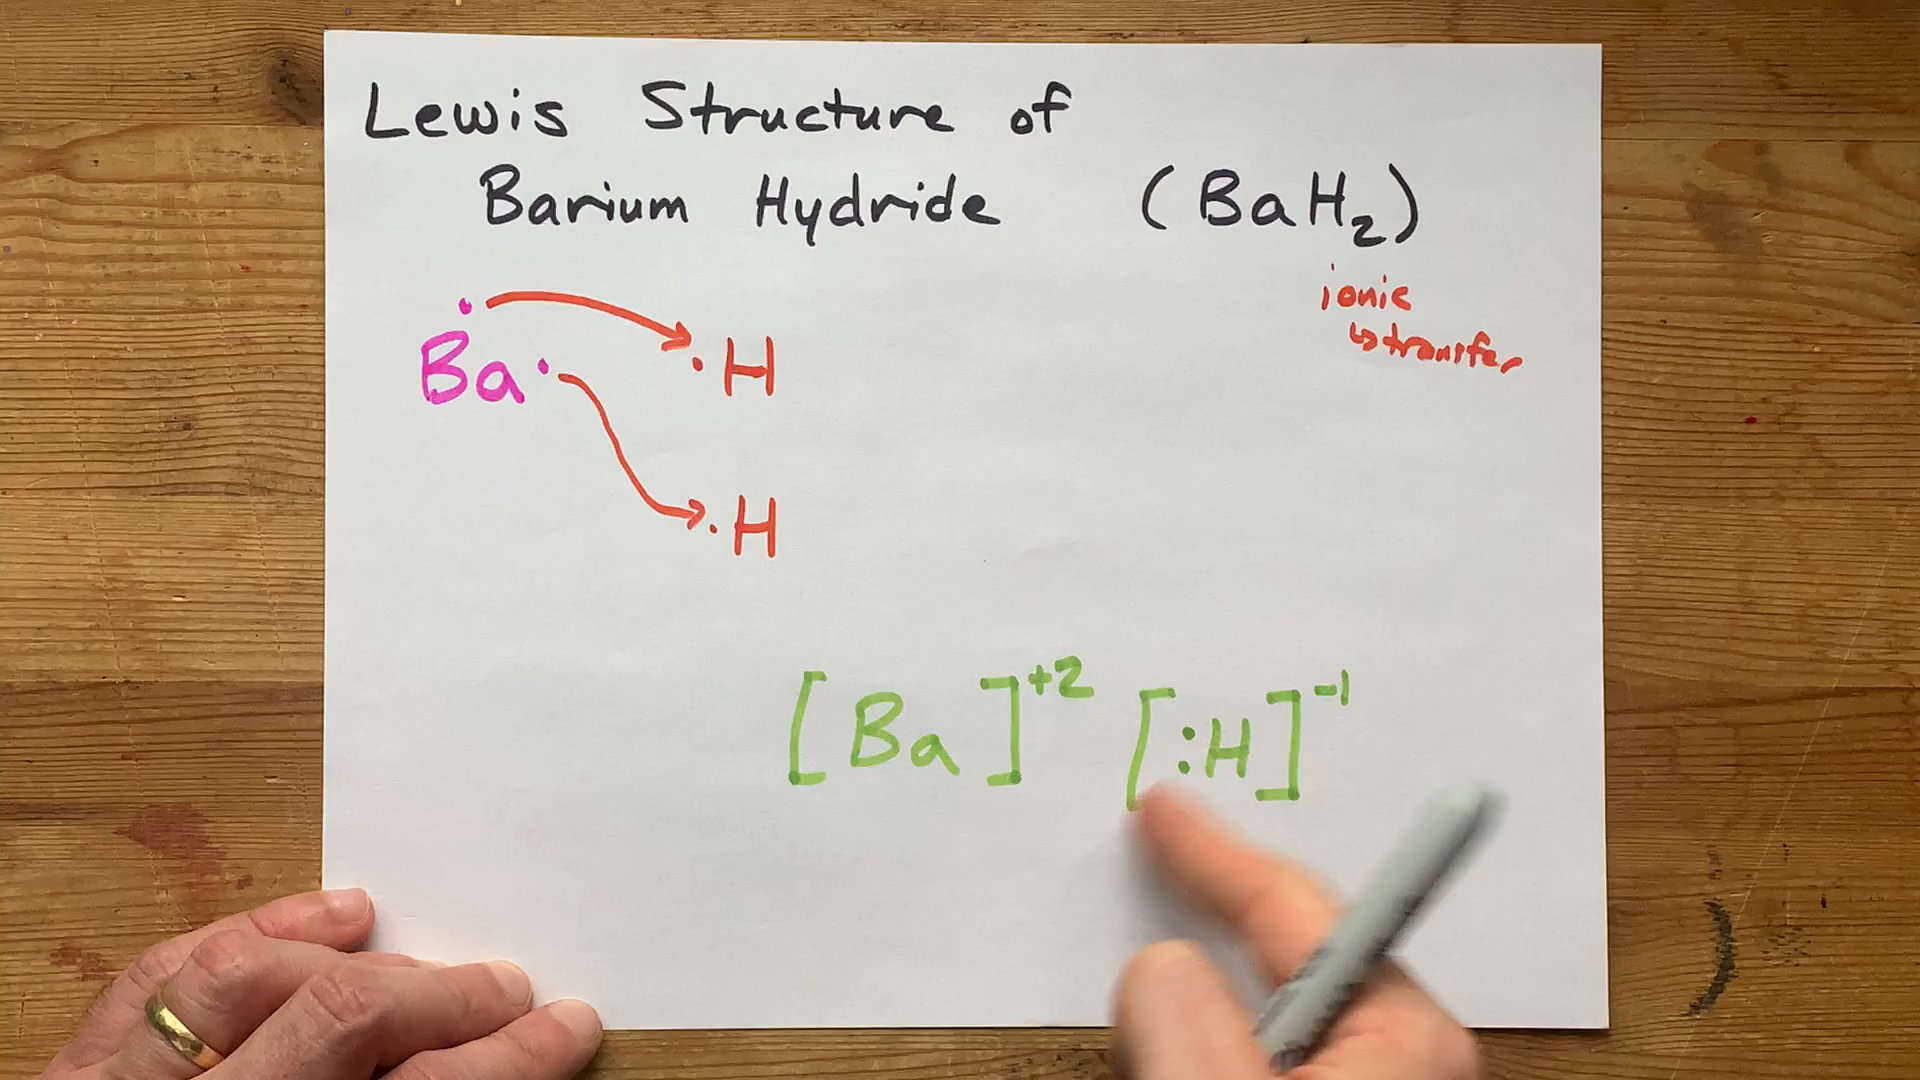 Lewis Structure of
Barium Hydride (BaH₂)
ionic
↳ transfer
Ba ·H
·H
[Ba]⁺² [:H]⁻¹